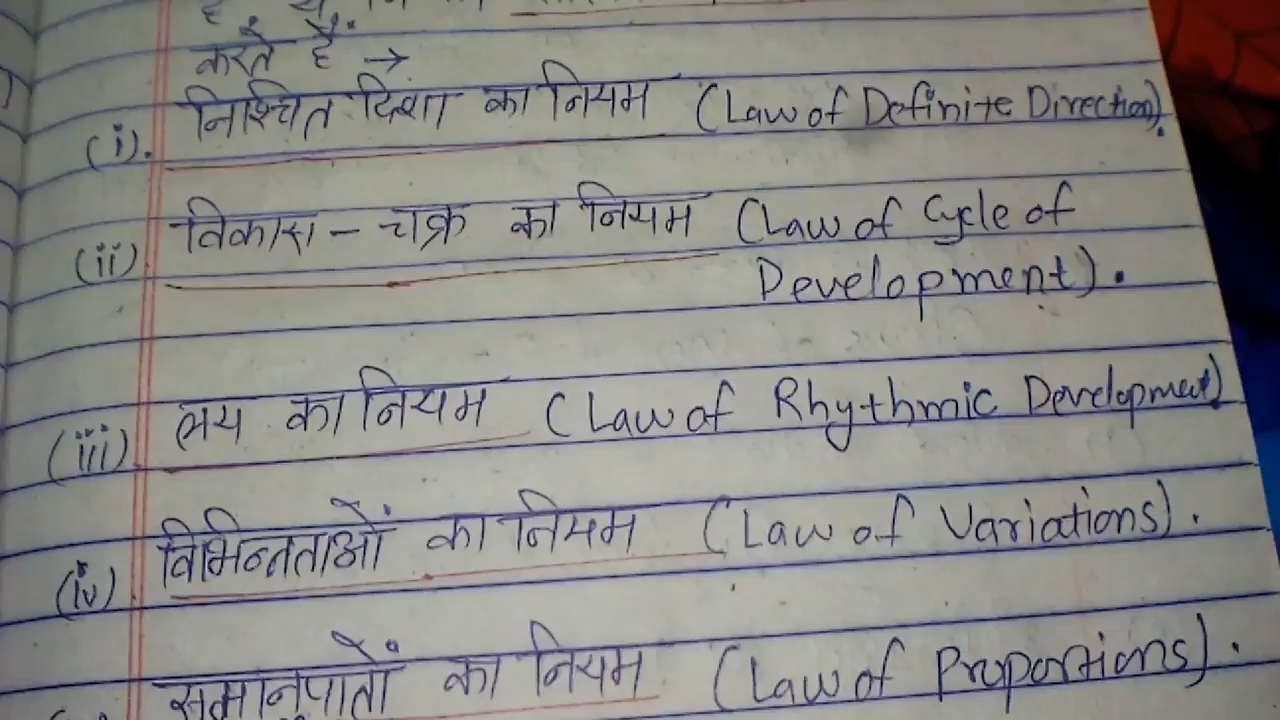 करते हैं. →
(i). निश्चित दिशा का नियम (Law of Definite Direction).
(ii) विकास - चक्र का नियम (Law of Cycle of
Development).
(iii) लय का नियम (Law of Rhythmic Development)
(iv) विभिन्नताओं का नियम (Law of Variations).
समानुपातों का नियम (Law of Proportions).